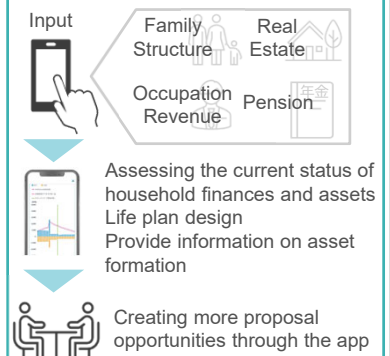 Input
Family
Structure
Real
Estate
Occupation
Revenue
Pension
年金
Assessing the current status of
household finances and assets
Life plan design
Provide information on asset
formation
Creating more proposal
opportunities through the app